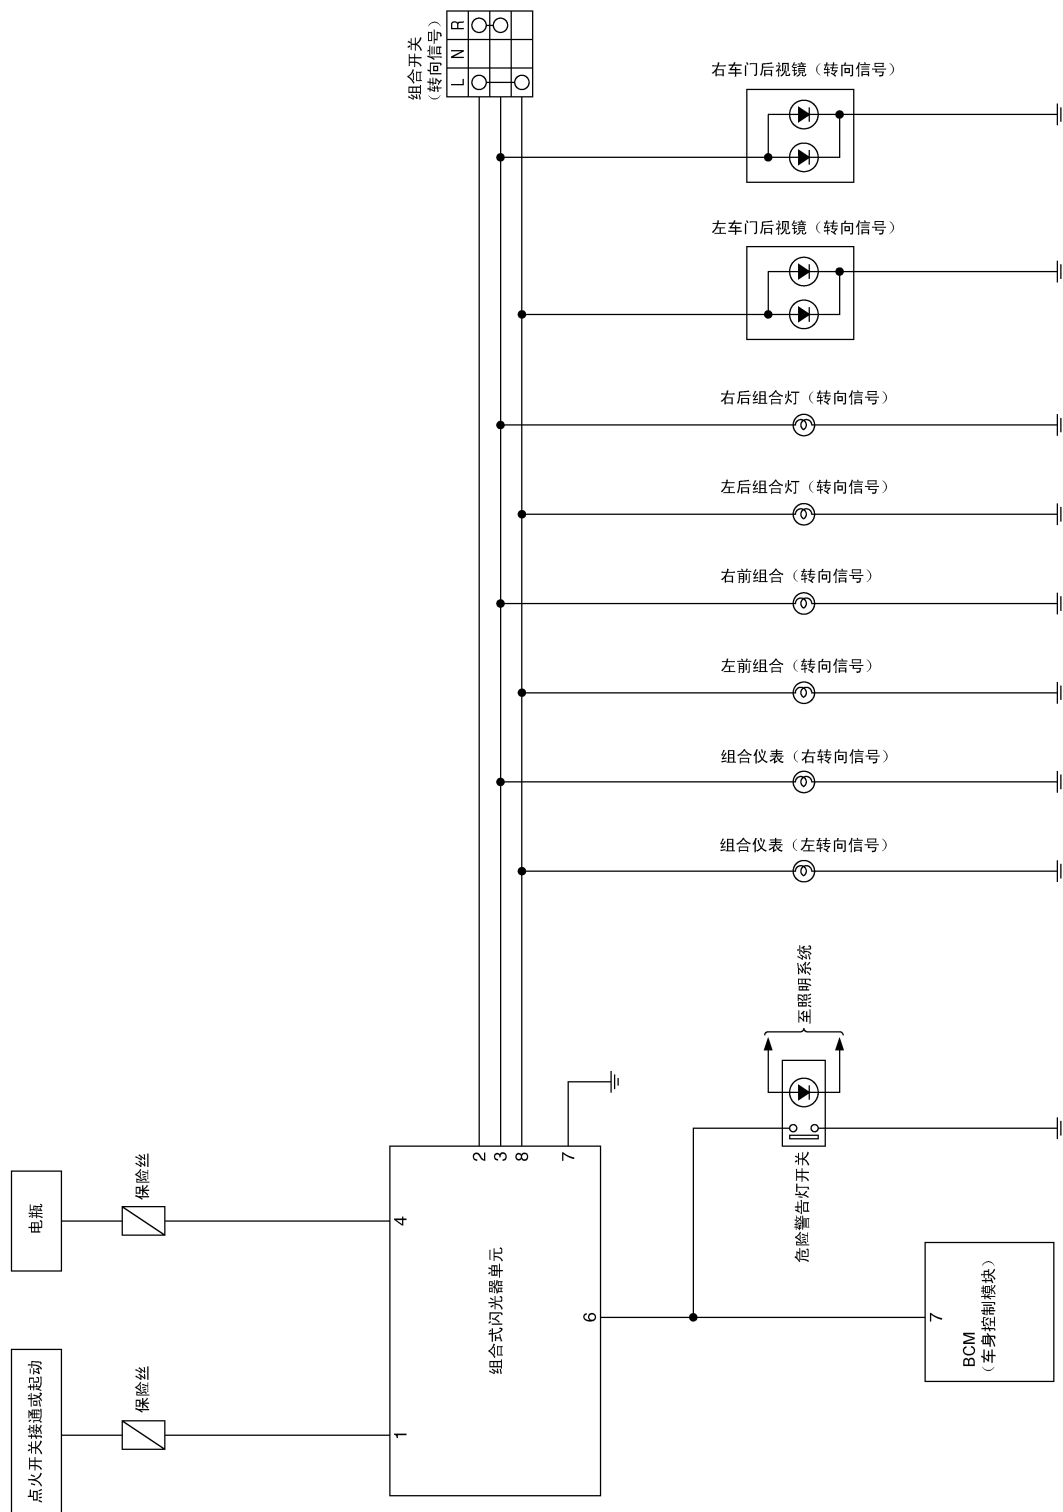 组合开关
（转向信号）
L N R
右车门后视镜（转向信号）
左车门后视镜（转向信号）
右后组合灯（转向信号）
左后组合灯（转向信号）
右前组合（转向信号）
左前组合（转向信号）
组合仪表（右转向信号）
组合仪表（左转向信号）
至照明系统
危险警告灯开关
2
3
8
7
电瓶
保险丝
4
组合式闪光器单元
6
7
BCM
（车身控制模块）
点火开关接通或起动
保险丝
1